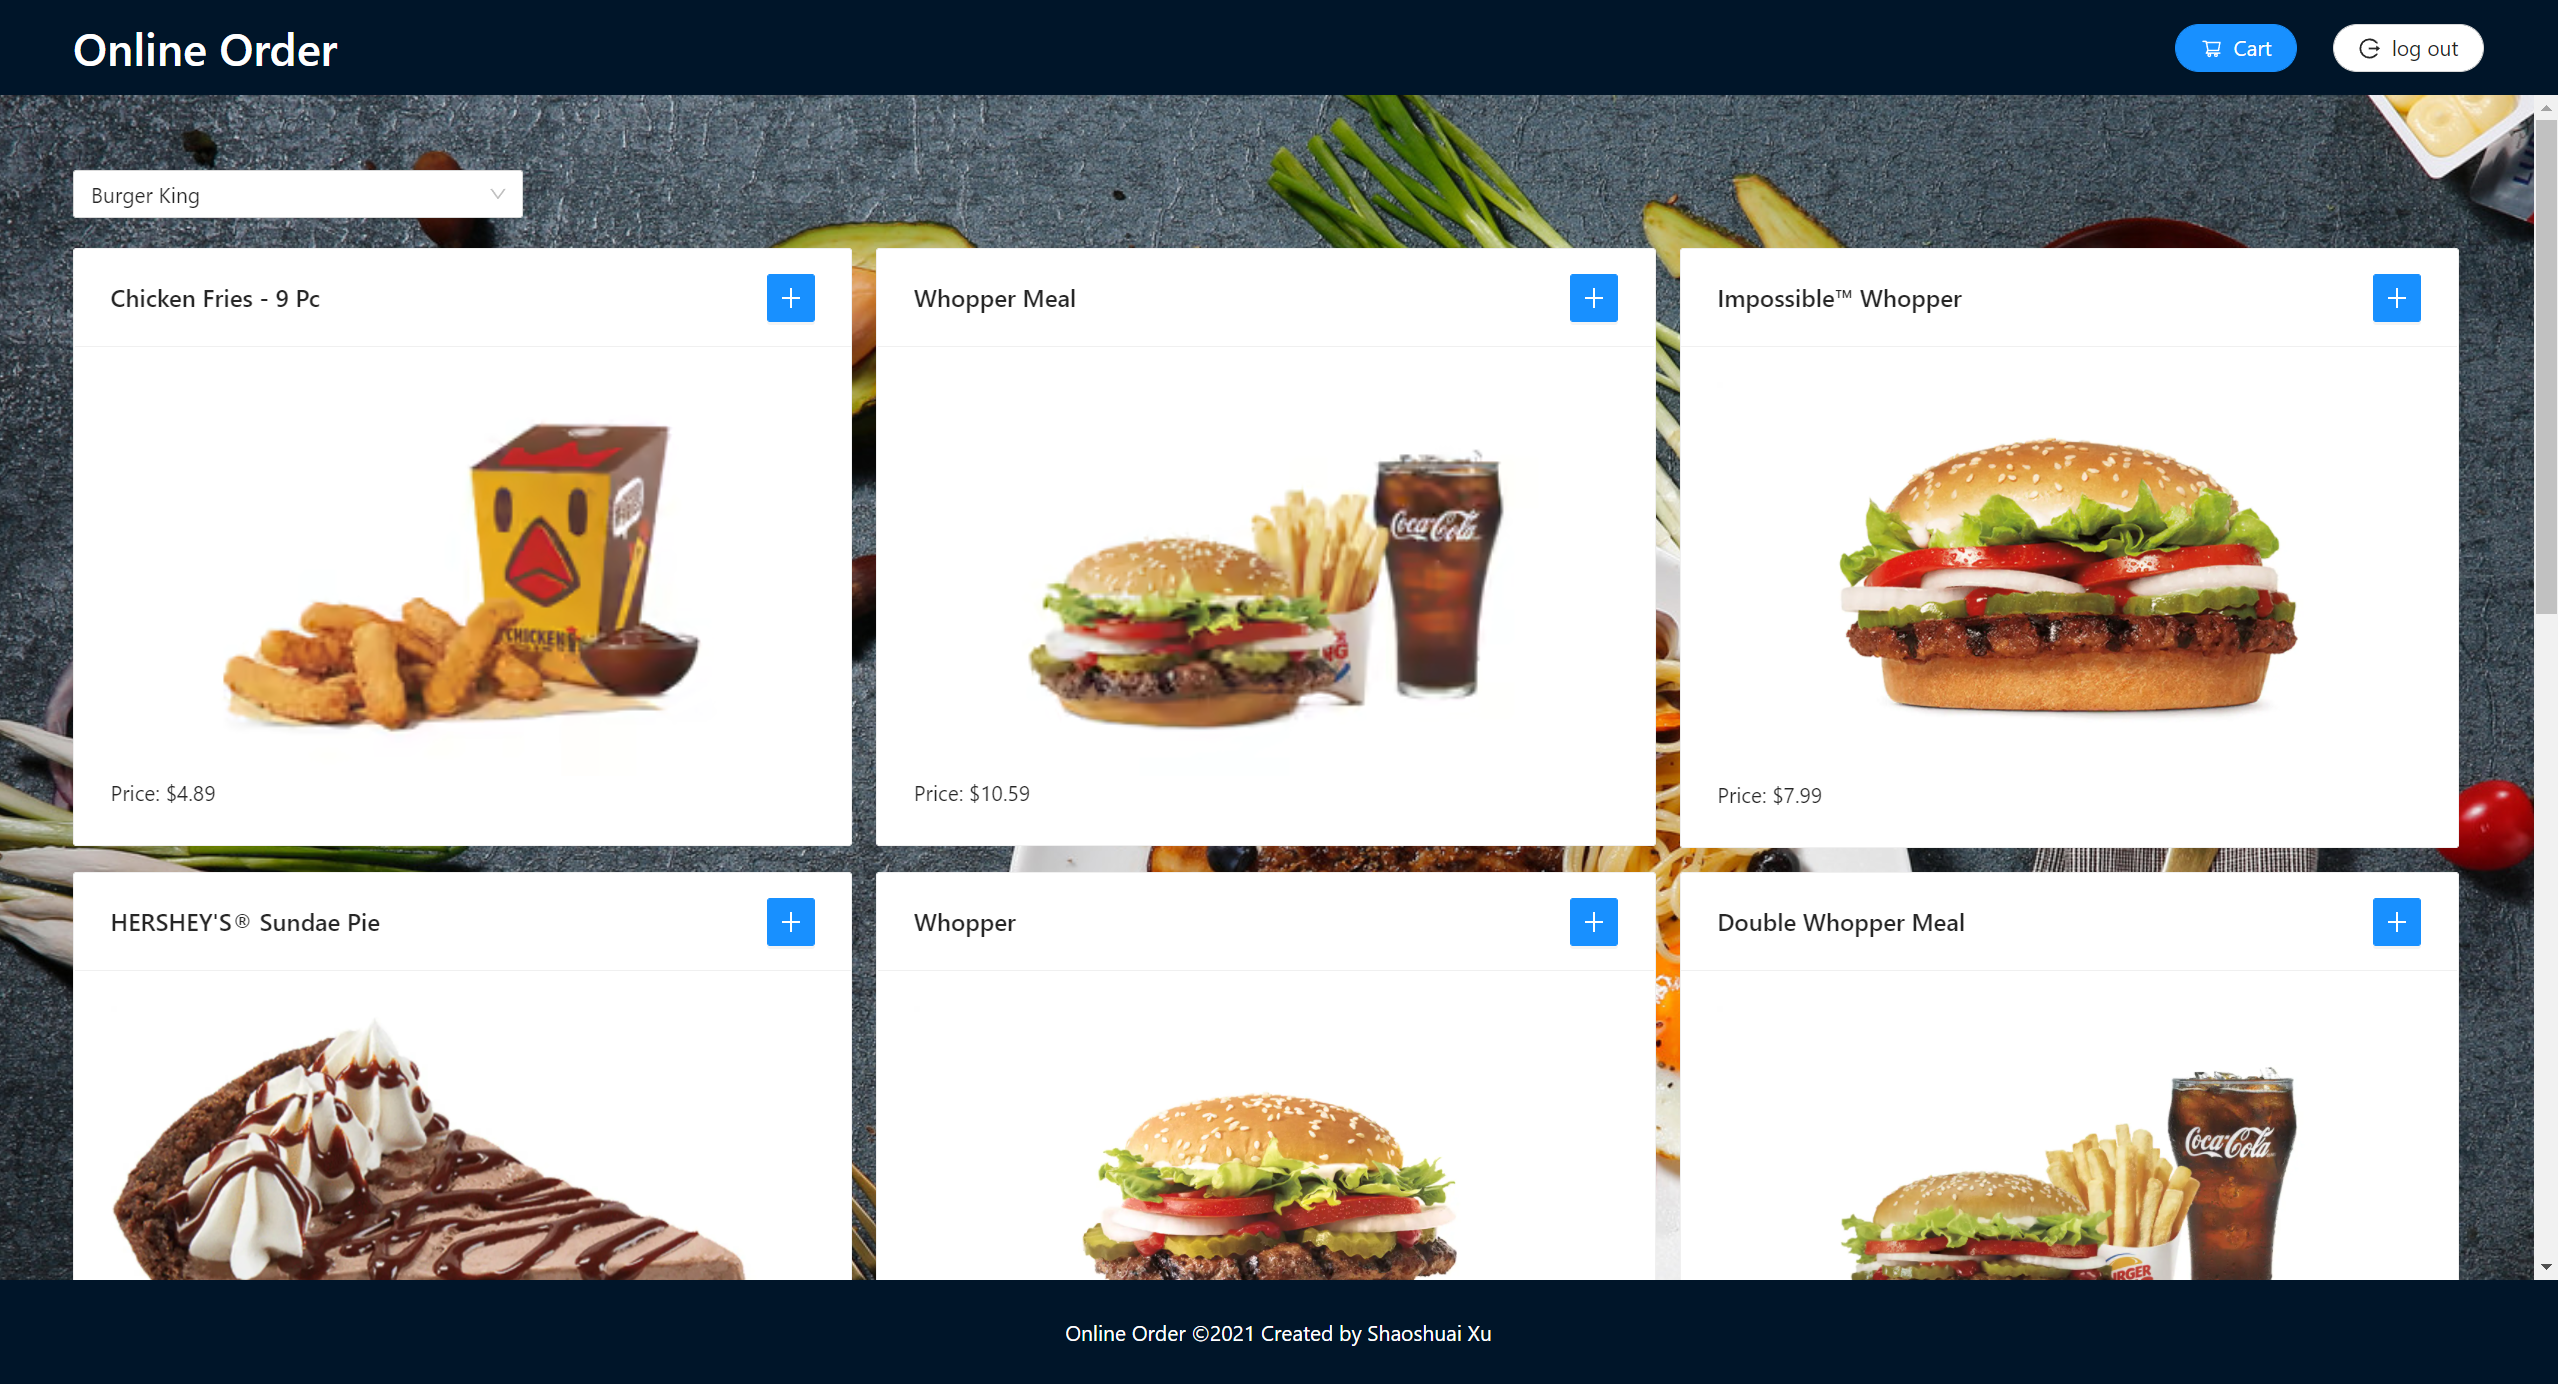 Online Order
Cart
log out
Burger King
Chicken Fries - 9 Pc
Whopper Meal
Impossible™ Whopper
CHICKEN
Coca-Cola
Price: $4.89
Price: $10.59
Price: $7.99
HERSHEY'S® Sundae Pie
Whopper
Double Whopper Meal
Coca-Cola
Online Order ©2021 Created by Shaoshuai Xu